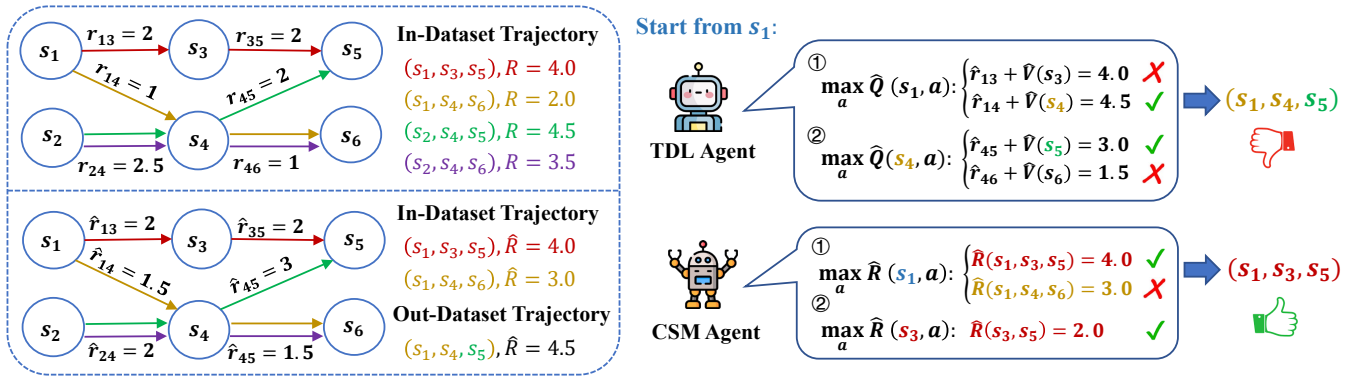 s₁
r₁₃ = 2
s₃
r₃₅ = 2
s₅
r₁₄ = 1
r₄₅ = 2
s₂
r₂₄ = 2.5
s₄
r₄₆ = 1
s₆
In-Dataset Trajectory
(s₁, s₃, s₅), R = 4.0
(s₁, s₄, s₆), R = 2.0
(s₂, s₄, s₅), R = 4.5
(s₂, s₄, s₆), R = 3.5
s₁
r̂₁₃ = 2
s₃
r̂₃₅ = 2
s₅
r̂₁₄ = 1.5
r̂₄₅ = 3
s₂
r̂₂₄ = 2
s₄
r̂₄₅ = 1.5
s₆
In-Dataset Trajectory
(s₁, s₃, s₅), R̂ = 4.0
(s₁, s₄, s₆), R̂ = 3.0
Out-Dataset Trajectory
(s₁, s₄, s₅), R̂ = 4.5
Start from s₁:
TDL Agent
①
max Q̂ (s₁, a): { r̂₁₃ + V̂(s₃) = 4.0 ✗
a
r̂₁₄ + V̂(s₄) = 4.5 ✓
②
max Q̂(s₄, a): { r̂₄₅ + V̂(s₅) = 3.0 ✓
a
r̂₄₆ + V̂(s₆) = 1.5 ✗
(s₁, s₄, s₅)
CSM Agent
①
max R̂ (s₁, a): { R̂(s₁, s₃, s₅) = 4.0 ✓
a
R̂(s₁, s₄, s₆) = 3.0 ✗
②
max R̂ (s₃, a): R̂(s₃, s₅) = 2.0 ✓
a
(s₁, s₃, s₅)